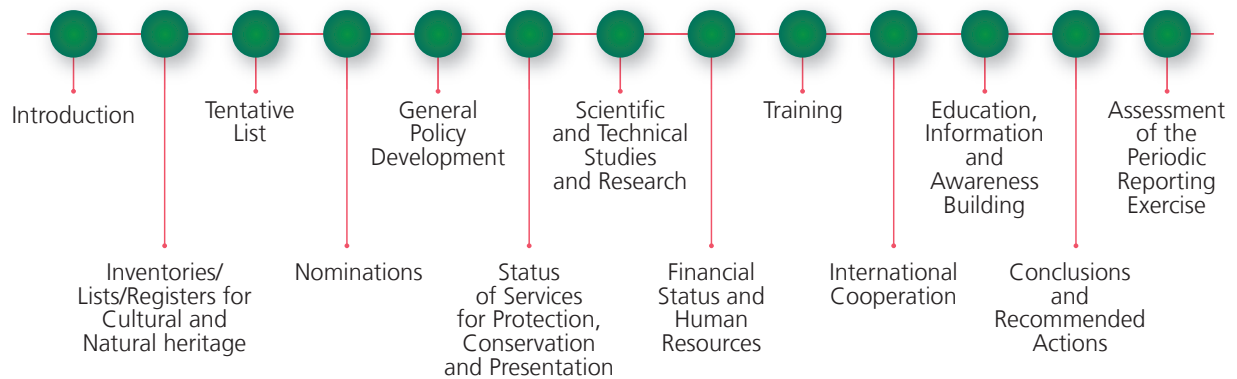 Introduction
Inventories/
Lists/Registers for
Cultural and
Natural heritage
Tentative
List
Nominations
General
Policy
Development
Status
of Services
for Protection,
Conservation
and Presentation
Scientific
and Technical
Studies
and Research
Financial
Status and
Human
Resources
Training
International
Cooperation
Education,
Information
and
Awareness
Building
Conclusions
and
Recommended
Actions
Assessment
of the
Periodic
Reporting
Exercise